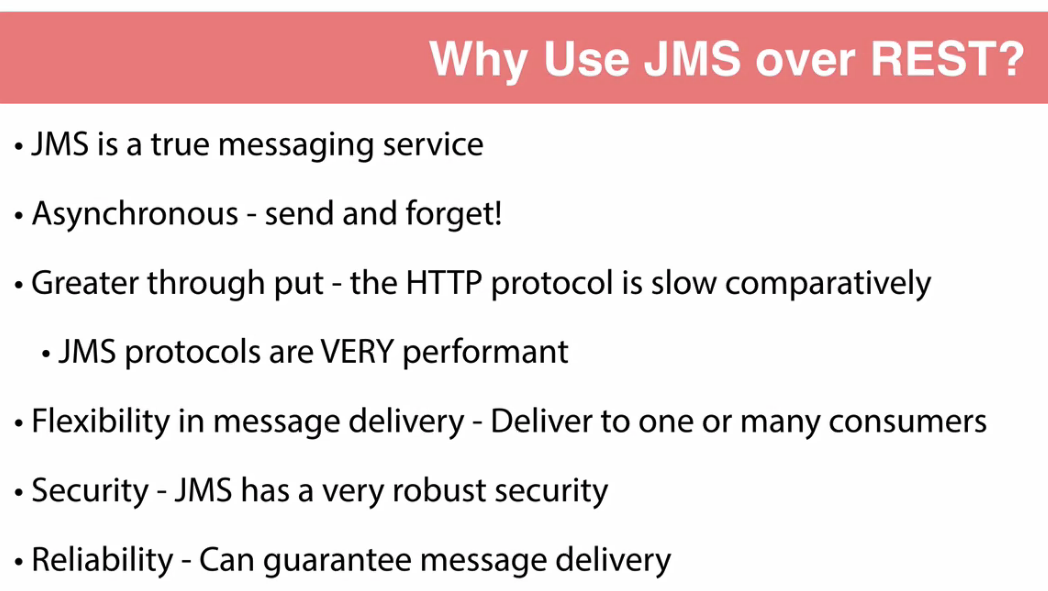 Why Use JMS over REST?
• JMS is a true messaging service
• Asynchronous - send and forget!
• Greater through put - the HTTP protocol is slow comparatively
• JMS protocols are VERY performant
• Flexibility in message delivery - Deliver to one or many consumers
• Security - JMS has a very robust security
• Reliability - Can guarantee message delivery